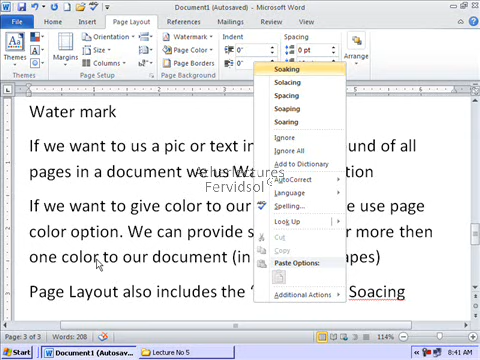 Document1 (Autosaved) - Microsoft Word
File Home Insert Page Layout References Mailings Review View
Themes Margins Orientation Size Columns Watermark Page Color Page Borders Indent 0" 0" Spacing 0 pt Arrange
Themes Page Setup Page Background
Soaking
Solacing
Spacing
Soaping
Soaring
Ignore
Ignore All
Add to Dictionary
AutoCorrect
Language
Spelling...
Look Up
Cut
Copy
Paste Options:
Additional Actions
Water mark
If we want to us a pic or text in und of all
pages in a document we us Wa tion
If we want to give color to our e use page
color option. We can provide s r more then
one color to our document (in apes)
Page Layout also includes the ‘ Soacing
Fervidsol
Page: 3 of 3 Words: 208 114%
Start Document1 (Autosav... Lecture No 5 8:41 AM